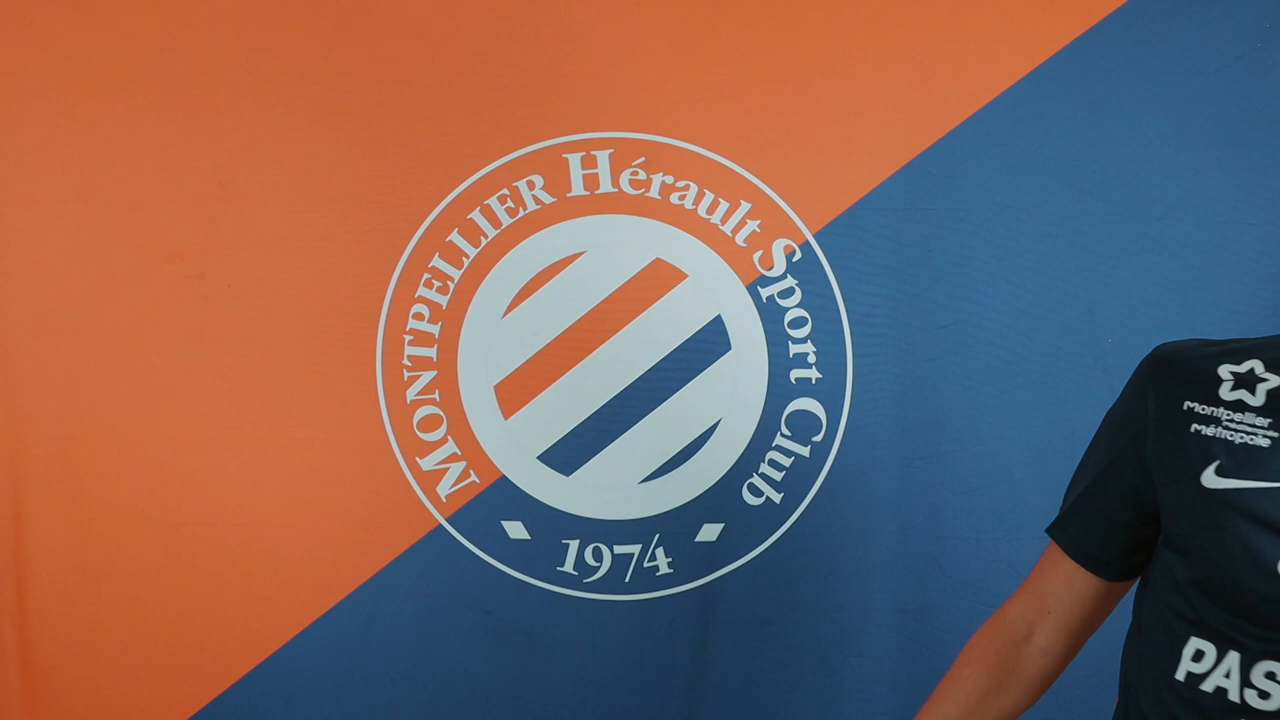 MONTPELLIER Hérault Sport Club
1974
Montpellier
Métropole
PAS